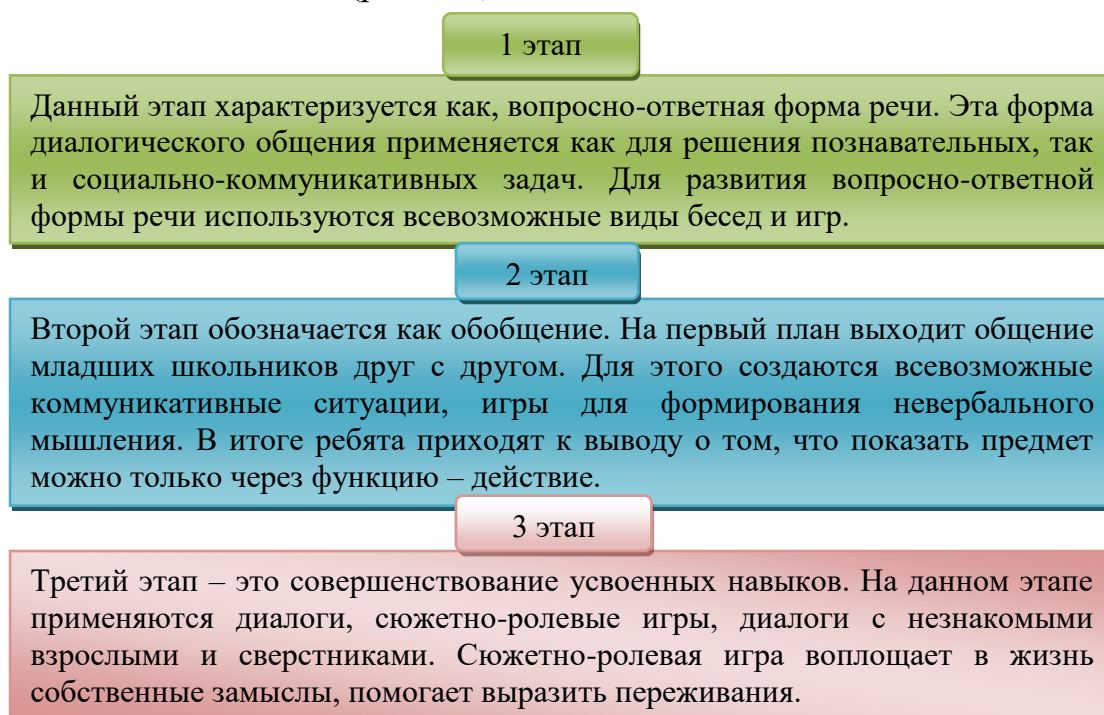 1 этап
Данный этап характеризуется как, вопросно-ответная форма речи. Эта форма
диалогического общения применяется как для решения познавательных, так
и социально-коммуникативных задач. Для развития вопросно-ответной
формы речи используются всевозможные виды бесед и игр.
2 этап
Второй этап обозначается как обобщение. На первый план выходит общение
младших школьников друг с другом. Для этого создаются всевозможные
коммуникативные ситуации, игры для формирования невербального
мышления. В итоге ребята приходят к выводу о том, что показать предмет
можно только через функцию – действие.
3 этап
Третий этап – это совершенствование усвоенных навыков. На данном этапе
применяются диалоги, сюжетно-ролевые игры, диалоги с незнакомыми
взрослыми и сверстниками. Сюжетно-ролевая игра воплощает в жизнь
собственные замыслы, помогает выразить переживания.